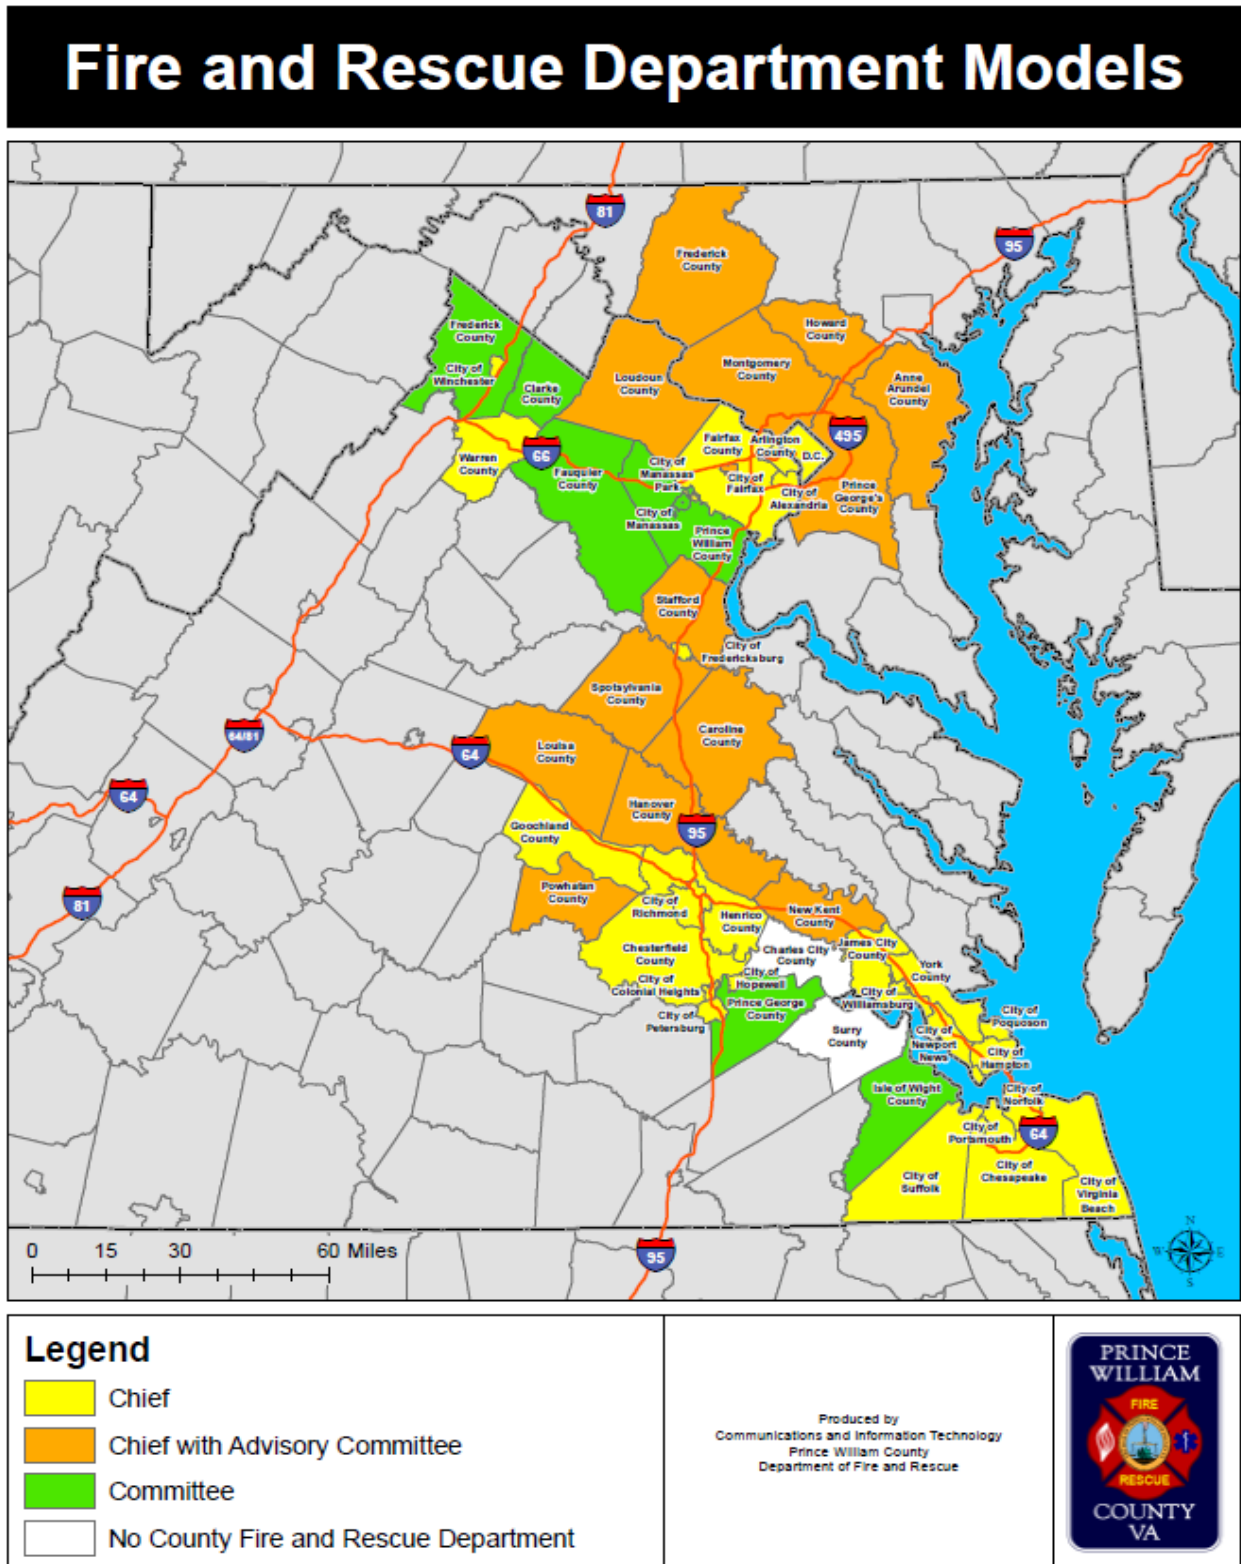 Fire and Rescue Department Models
81
95
Frederick
County
Frederick
County
Howard
County
City of
Winchester
Montgomery
County
Loudoun
County
Anne
Arundel
County
Clarke
County
495
Fairfax
County
Arlington
County
D.C.
66
Warren
County
City of
Manassas
Park
Fauquier
County
City of
Fairfax
City of
Alexandria
Prince
George's
County
City of
Manassas
Prince
William
County
Stafford
County
City of
Fredericksburg
Spotsylvania
County
Caroline
County
64/81
64
Louisa
County
64
Hanover
County
95
Goochland
County
81
Powhatan
County
City of
Richmond
Henrico
County
New Kent
County
Chesterfield
County
Charles City
County
James City
County
York
County
City of
Colonial Heights
City of
Hopewell
City of
Williamsburg
Prince George
County
City of
Petersburg
City of
Poquoson
Surry
County
City of
Newport
News
City of
Hampton
Isle of Wight
County
City of
Norfolk
City of
Portsmouth
64
City of
Suffolk
City of
Chesapeake
City of
Virginia
Beach
95
N
W
E
S
0 15 30 60 Miles
Legend
Chief
Chief with Advisory Committee
Committee
No County Fire and Rescue Department
Produced by
Communications and Information Technology
Prince William County
Department of Fire and Rescue
PRINCE
WILLIAM
FIRE
RESCUE
COUNTY
VA